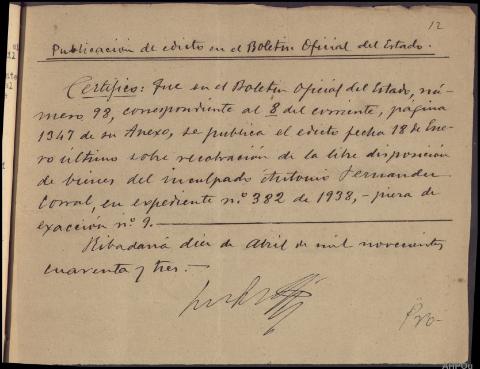 12
Publicación de edicto en el Boletín Oficial del Estado.
Certifico: Que en el Boletín Oficial del Estado, nú-
mero 98, correspondiente al 8 del corriente, página
1347 de su Anexo, se publica el edicto fecha 18 de Ene-
ro último sobre recobración de la libre disposición
de bienes del inculpado Antonio Fernandez
Corral, en expediente nº 382 de 1938,- pieza de
exacción nº 9.
Ribadavia diez de Abril de mil novecientos
cuarenta y tres.-
Pro-
AHPOu